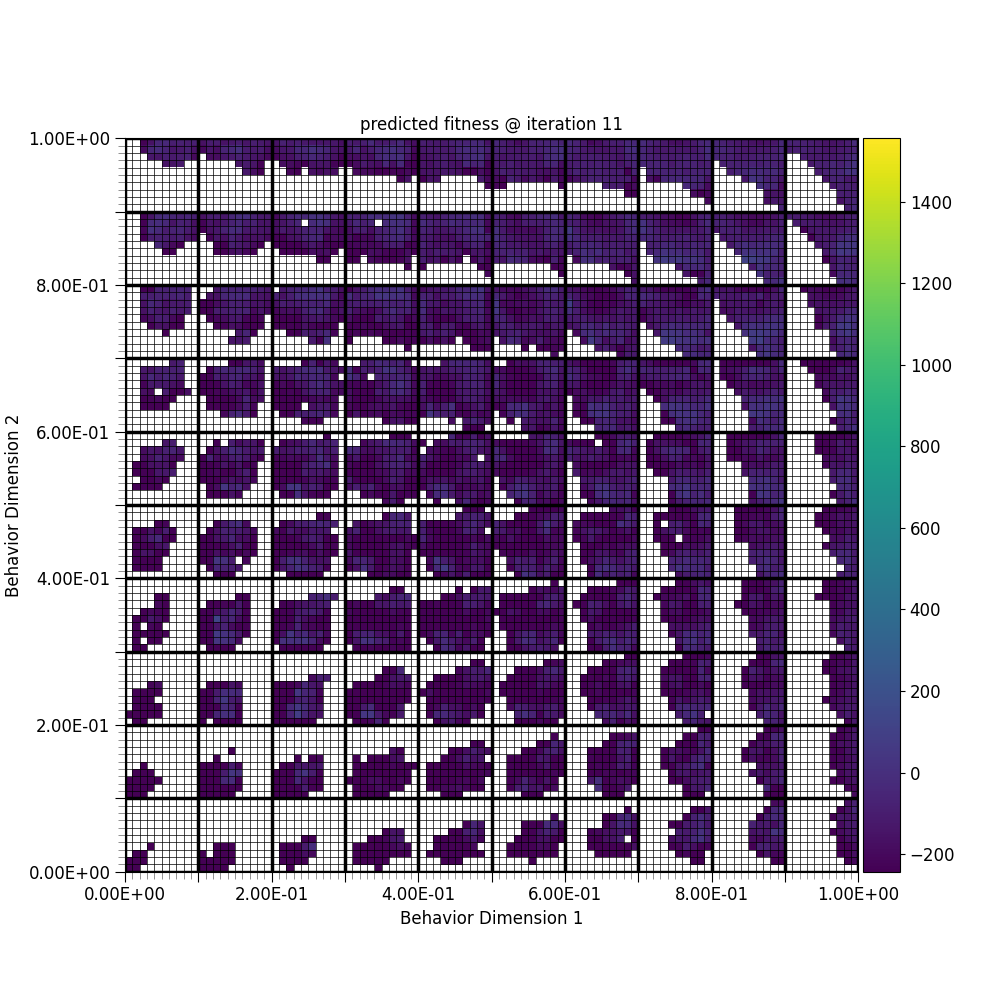 predicted fitness @ iteration 11
1.00E+00
8.00E-01
6.00E-01
4.00E-01
2.00E-01
0.00E+00
Behavior Dimension 2
0.00E+00 2.00E-01 4.00E-01 6.00E-01 8.00E-01 1.00E+00
Behavior Dimension 1
1400
1200
1000
800
600
400
200
0
−200